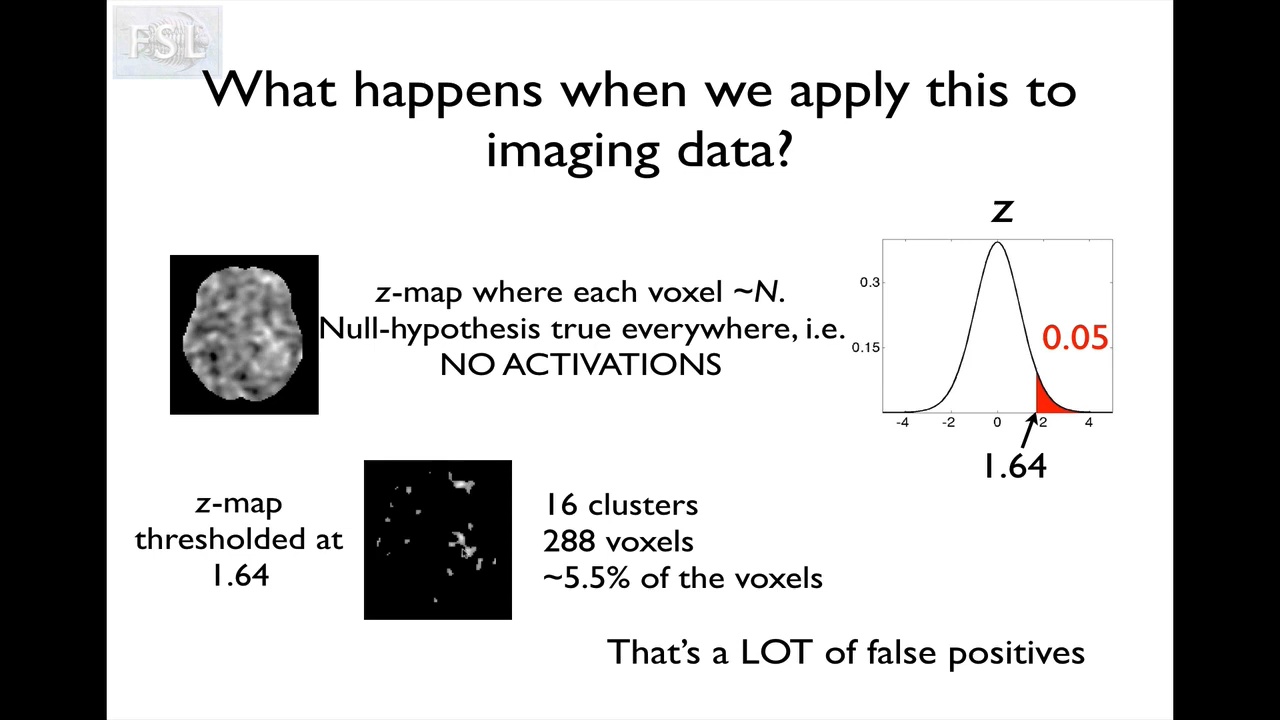 FSL
What happens when we apply this to
imaging data?
z
z-map where each voxel ~N.
Null-hypothesis true everywhere, i.e.
NO ACTIVATIONS
0.3
0.15
0.05
-4 -2 0 2 4
1.64
z-map
thresholded at
1.64
16 clusters
288 voxels
~5.5% of the voxels
That's a LOT of false positives